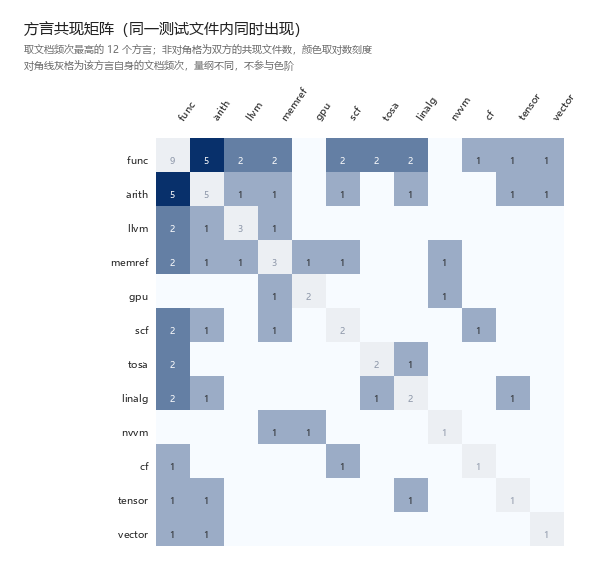 方言共现矩阵（同一测试文件内同时出现）
取文档频次最高的 12 个方言；非对角格为双方的共现文件数，颜色取对数刻度
对角线灰格为该方言自身的文档频次，量纲不同，不参与色阶
func arith llvm memref gpu scf tosa linalg nvvm cf tensor vector
func 9 5 2 2 2 2 2 1 1 1
arith 5 5 1 1 1 1 1 1
llvm 2 1 3 1
memref 2 1 1 3 1 1 1
gpu 1 2 1
scf 2 1 1 2 1
tosa 2 2 1
linalg 2 1 1 2 1
nvvm 1 1 1
cf 1 1 1
tensor 1 1 1 1
vector 1 1 1